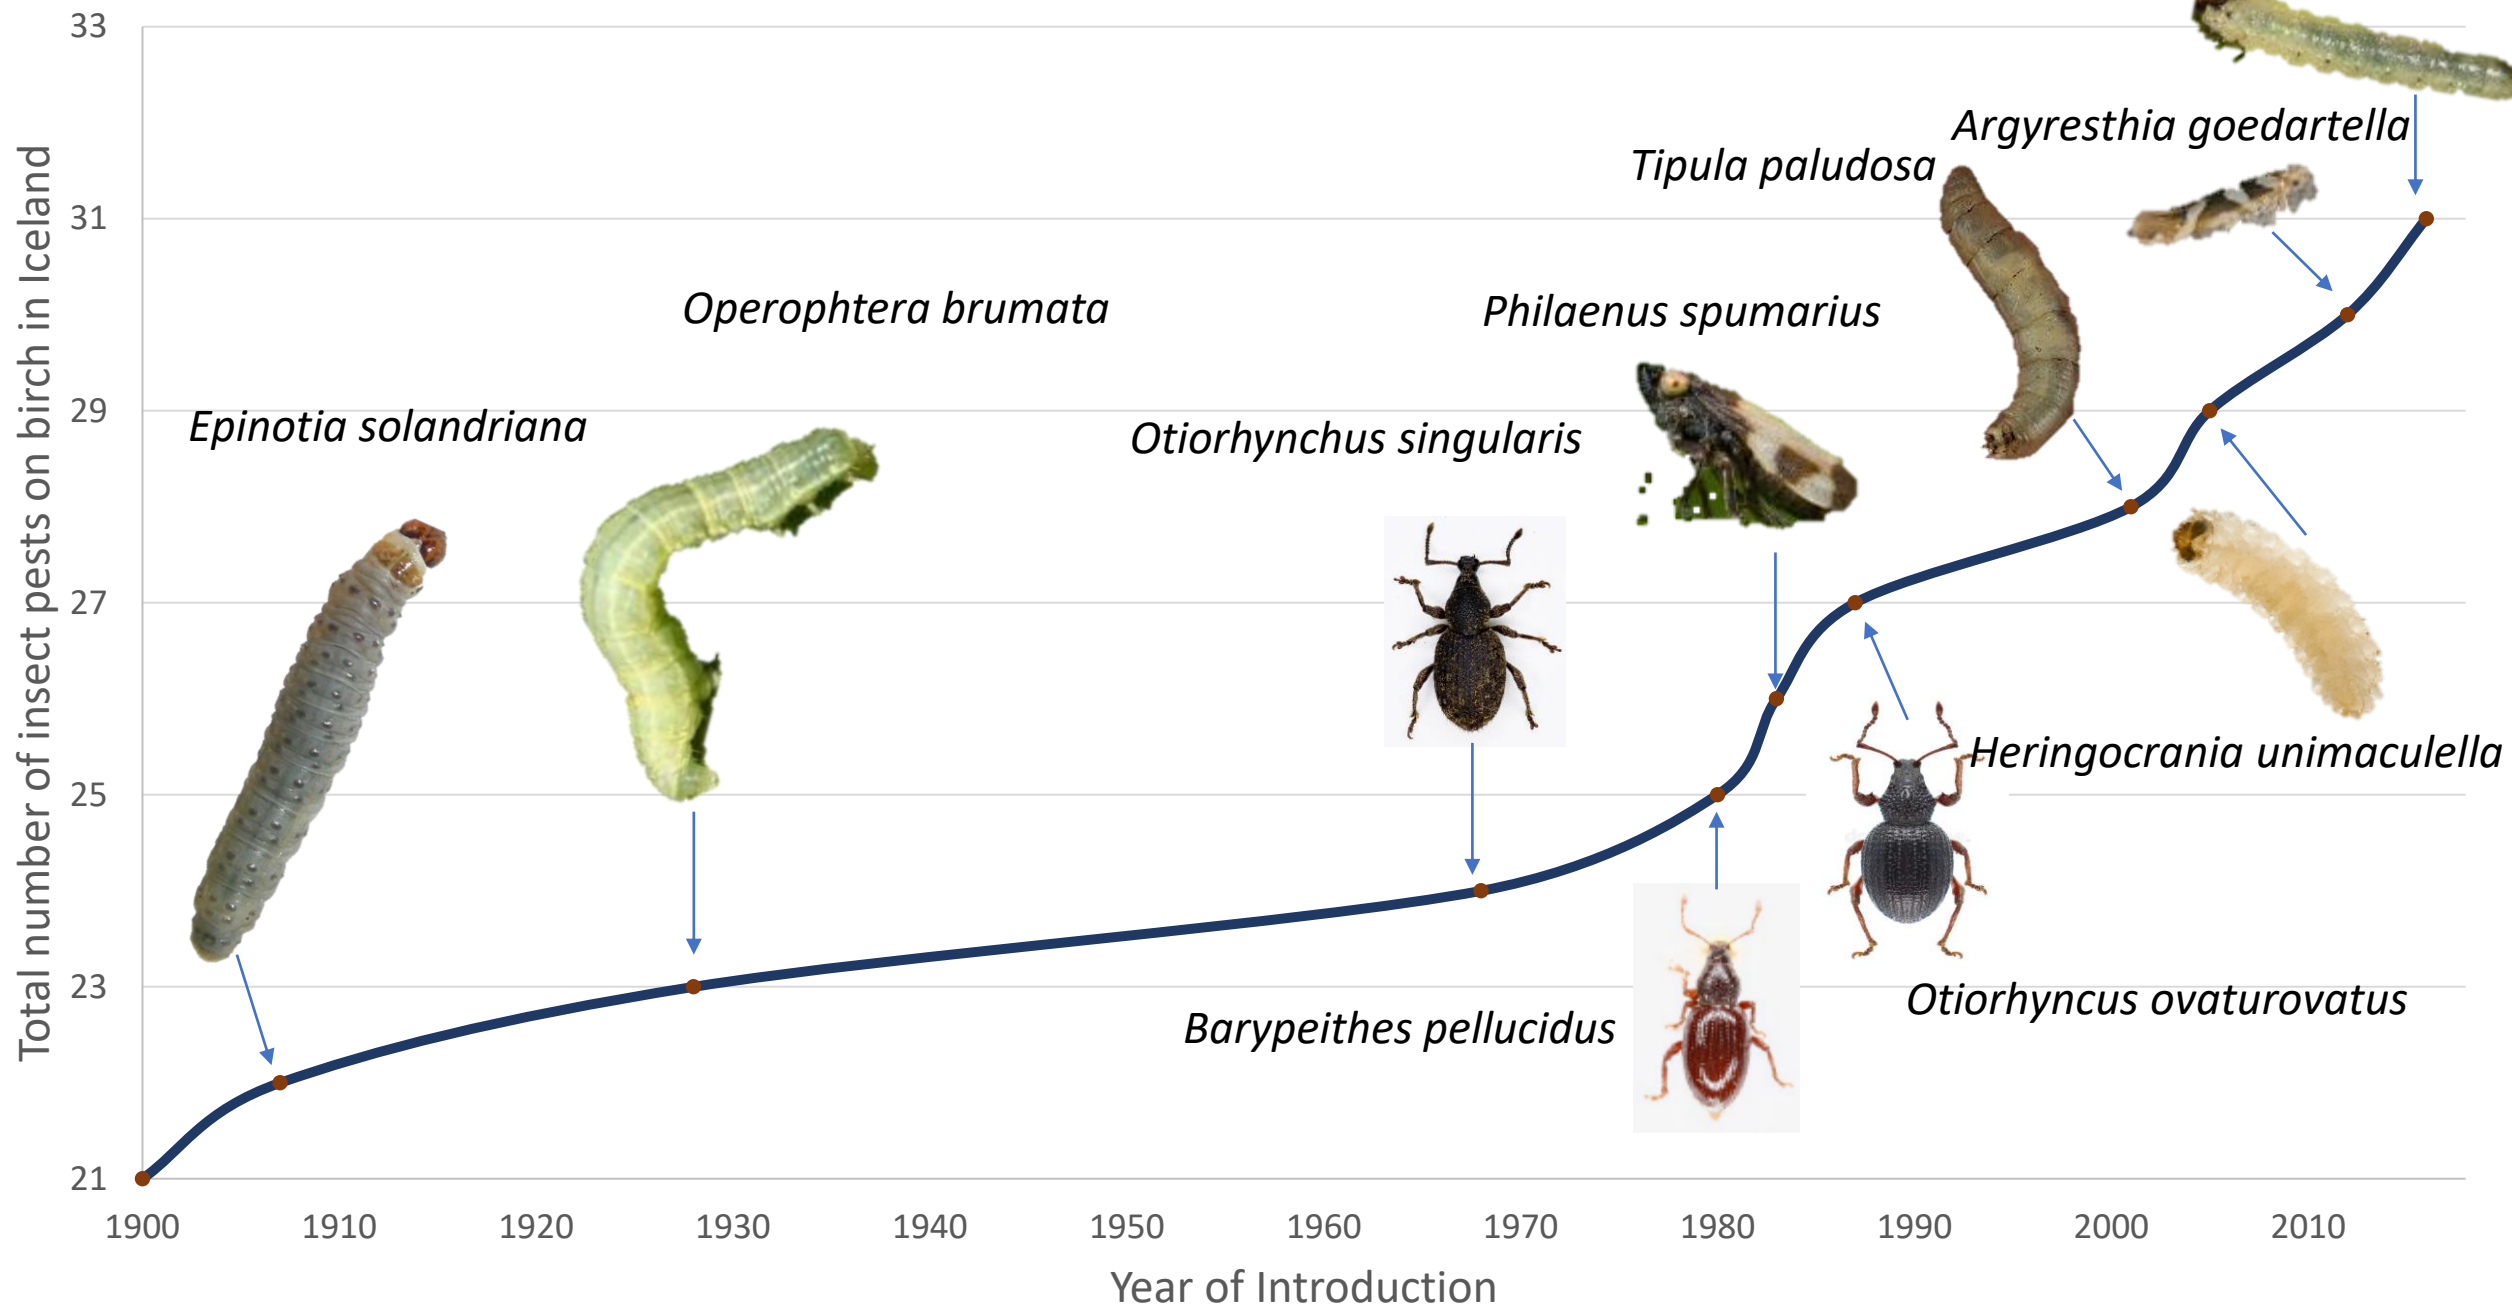 Total number of insect pests on birch in Iceland
33
31
29
27
25
23
21
Argyresthia goedartella
Tipula paludosa
Operophtera brumata
Philaenus spumarius
Epinotia solandriana
Otiorhynchus singularis
Heringocrania unimaculella
Otiorhyncus ovaturovatus
Barypeithes pellucidus
1900 1910 1920 1930 1940 1950 1960 1970 1980 1990 2000 2010
Year of Introduction